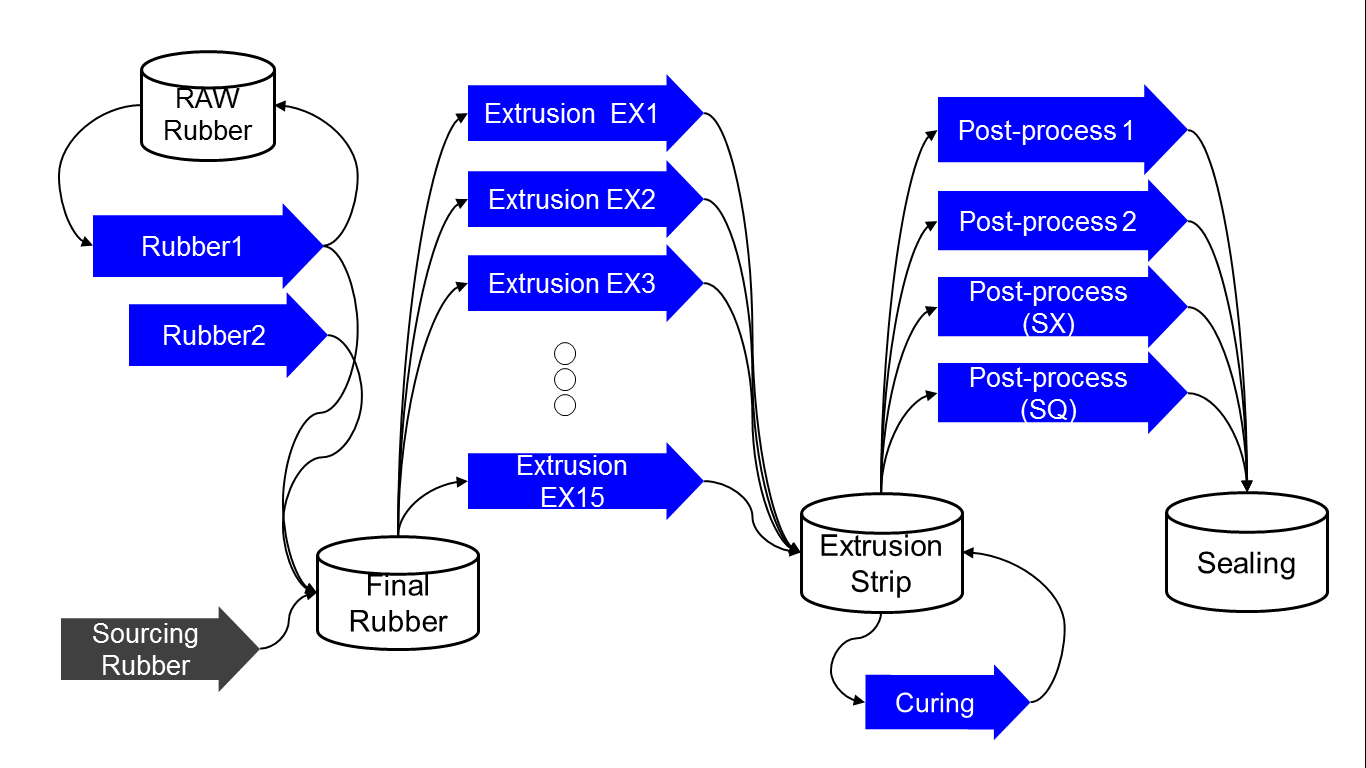 RAW
Rubber
Rubber1
Rubber2
Sourcing
Rubber
Final
Rubber
Extrusion EX1
Extrusion EX2
Extrusion EX3
Extrusion
EX15
Extrusion
Strip
Curing
Post-process 1
Post-process 2
Post-process
(SX)
Post-process
(SQ)
Sealing